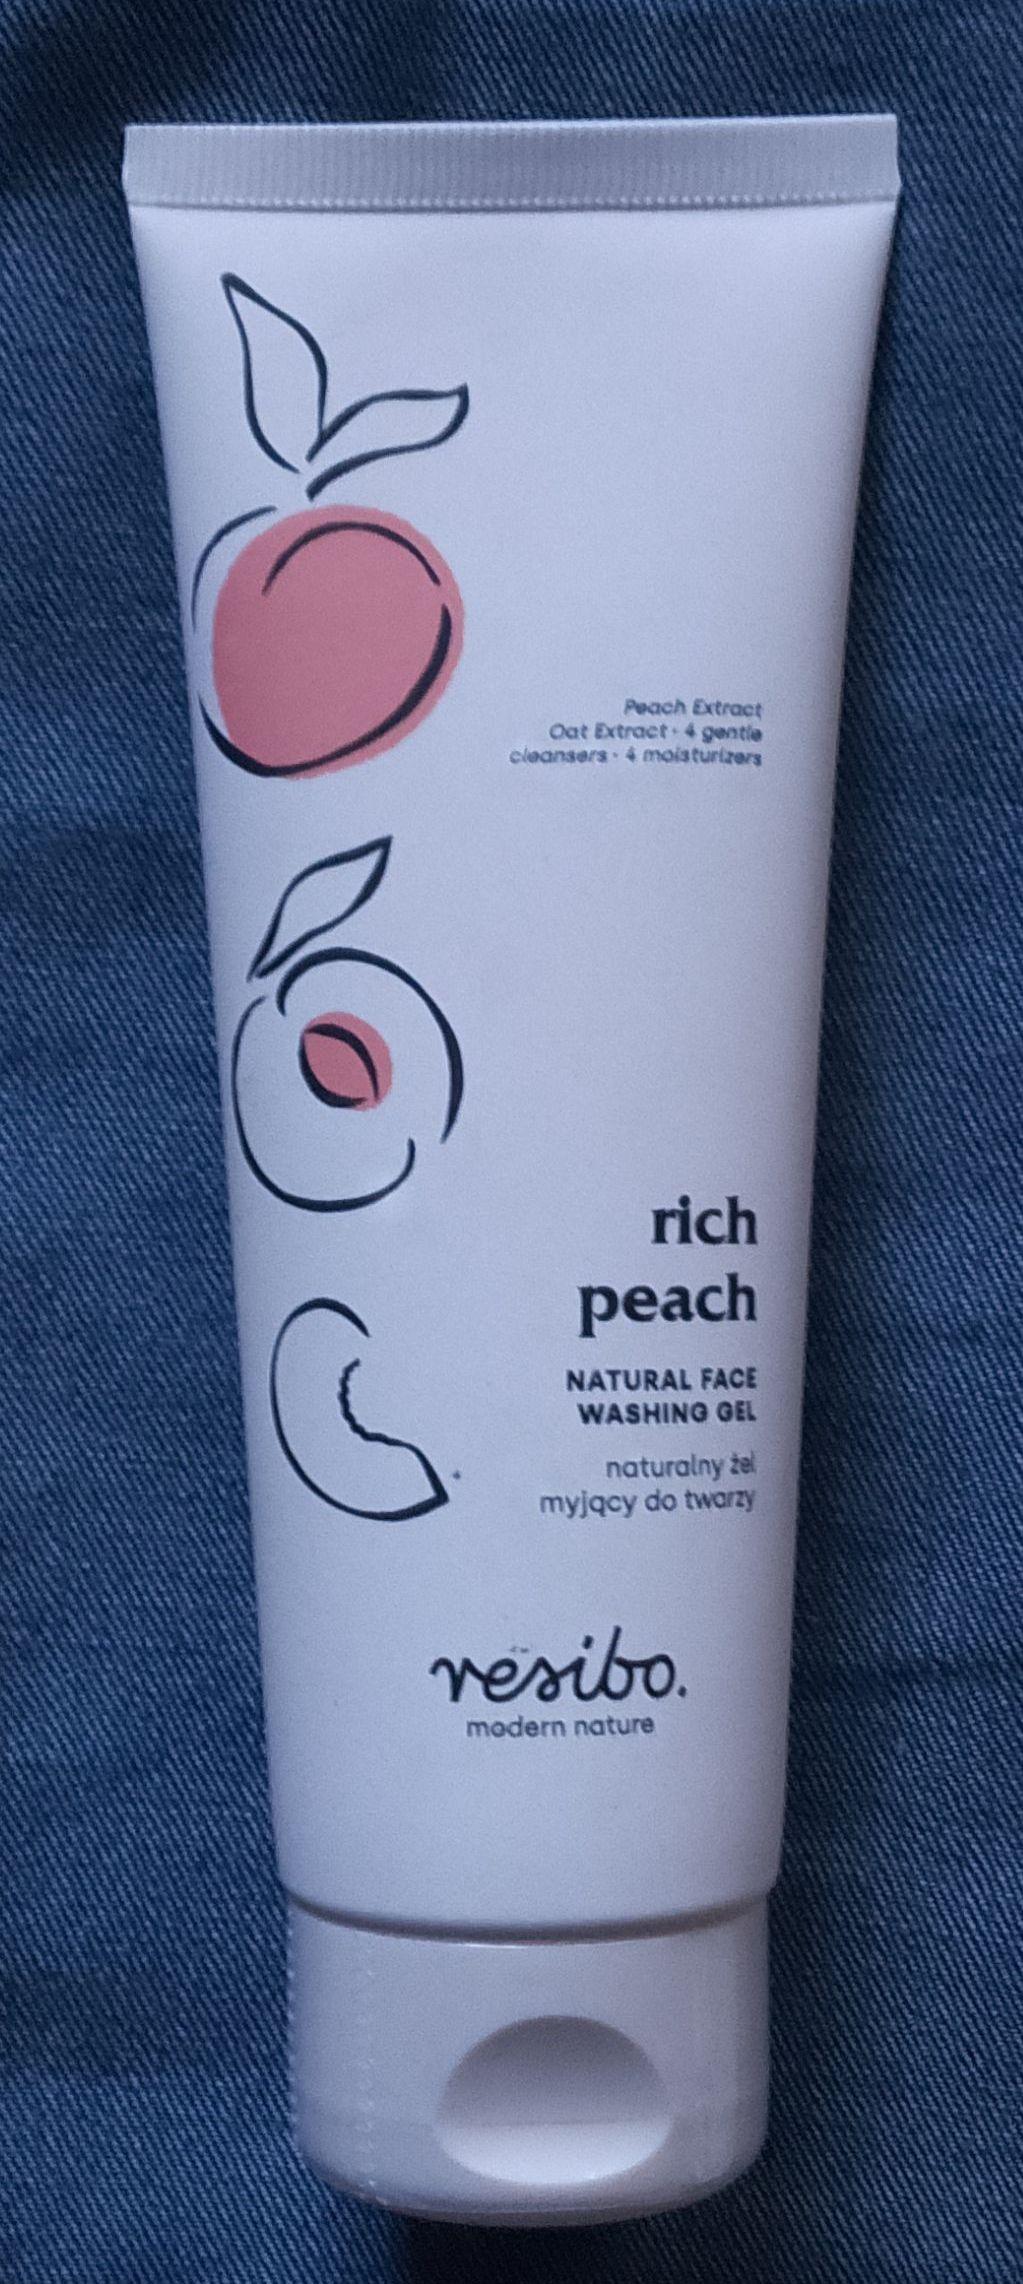 Peach Extract
Oat Extract · 4 gentle
cleansers · 4 moisturizers
rich
peach
NATURAL FACE
WASHING GEL
naturalny żel
myjący do twarzy
resibo.
modern nature